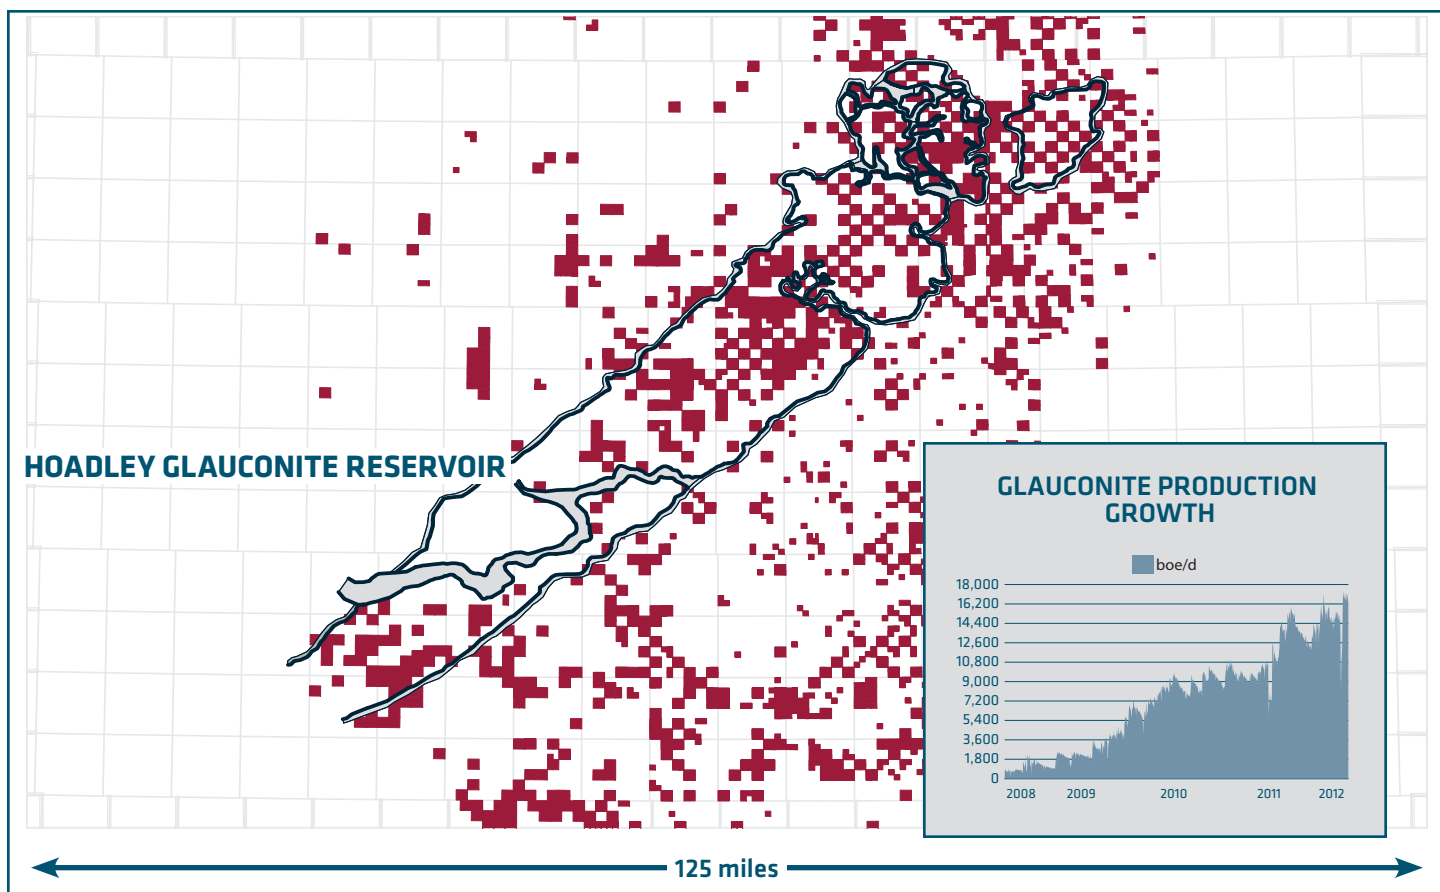 HOADLEY GLAUCONITE RESERVOIR
GLAUCONITE PRODUCTION
GROWTH
boe/d
18,000
16,200
14,400
12,600
10,800
9,000
7,200
5,400
3,600
1,800
0
2008 2009 2010 2011 2012
125 miles